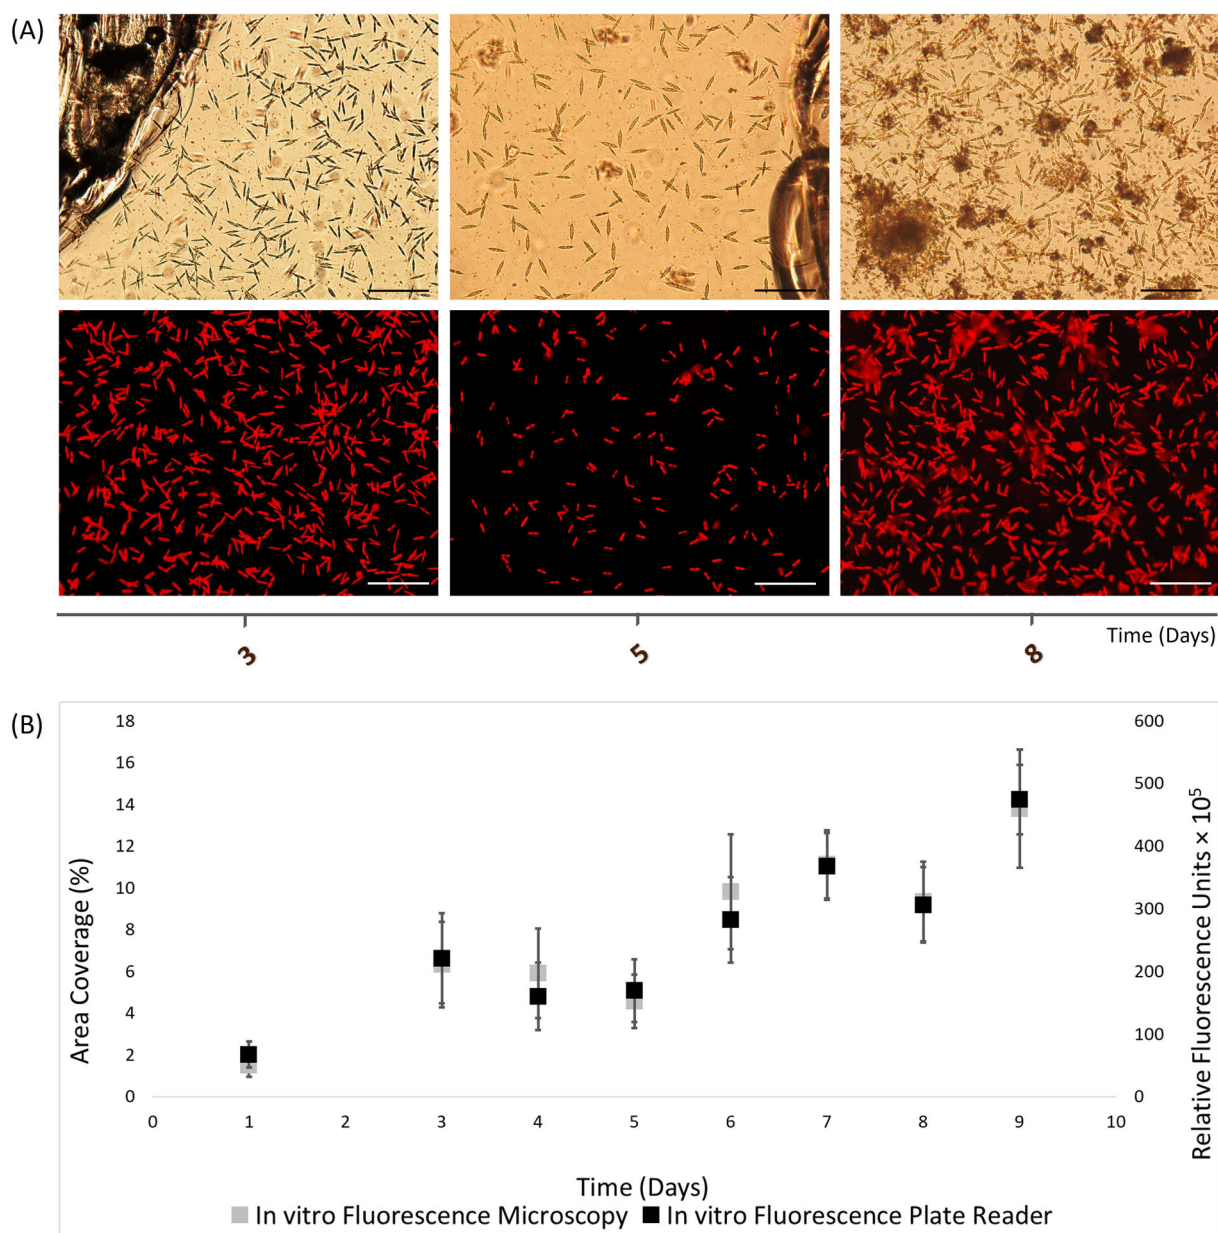 (A)
3
5
8
Time (Days)
(B)
18
16
14
12
10
8
6
4
2
0
Area Coverage (%)
600
500
400
300
200
100
0
Relative Fluorescence Units × 10⁵
0 1 2 3 4 5 6 7 8 9 10
Time (Days)
In vitro Fluorescence Microscopy In vitro Fluorescence Plate Reader